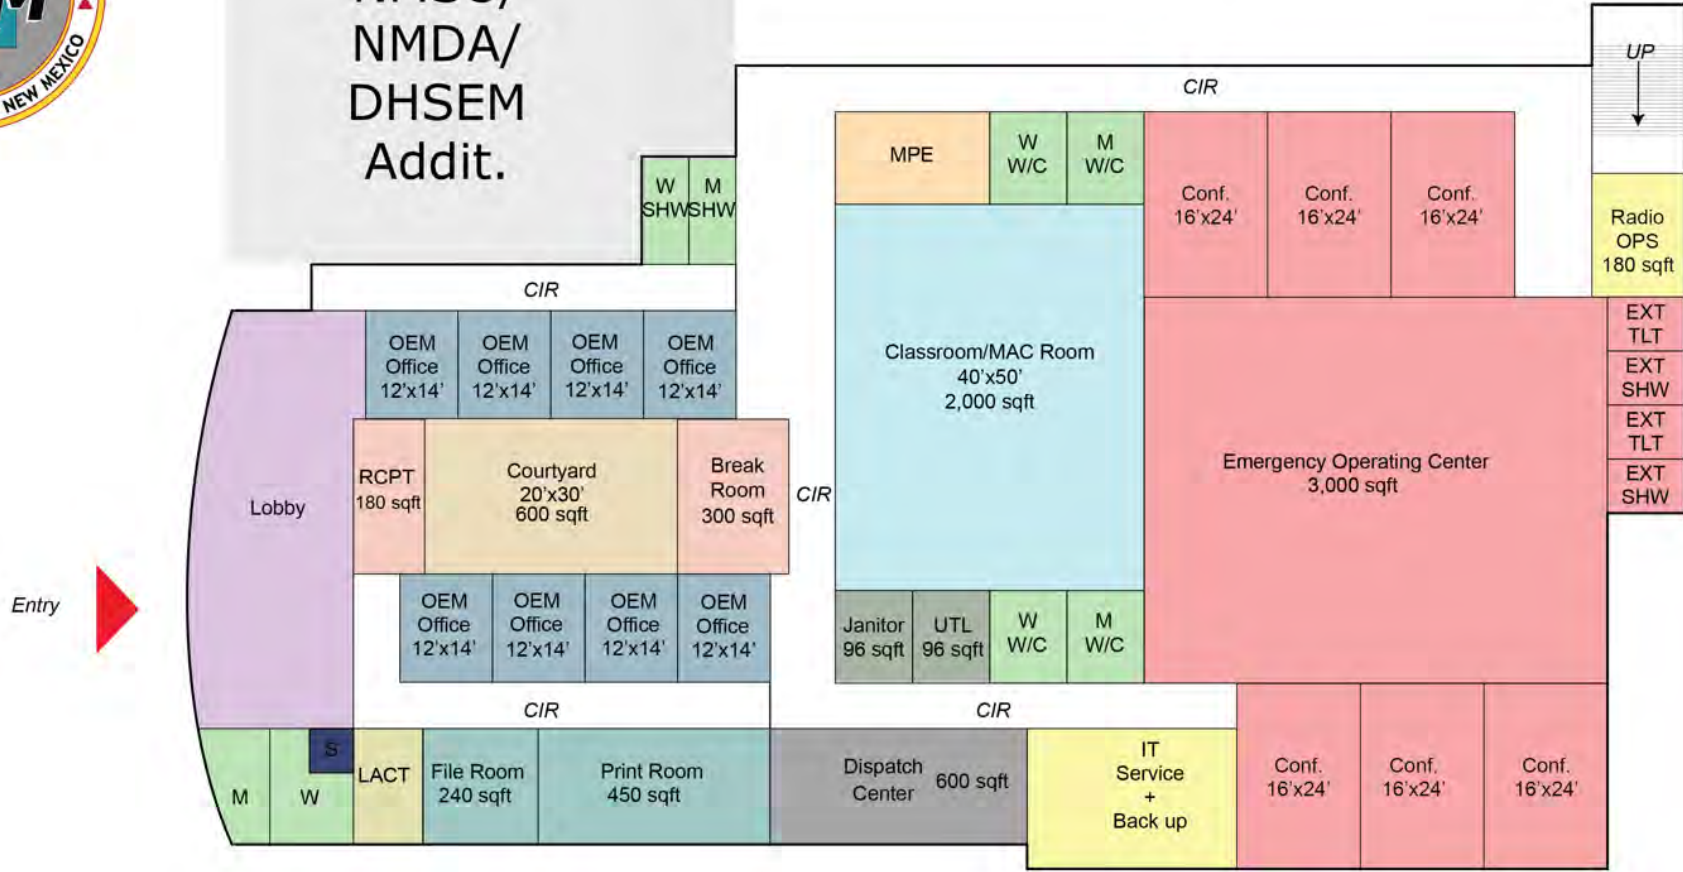 NEW MEXICO
NMDA/
DHSEM
Addit.
CIR
UP
MPE
W
W/C
M
W/C
Conf.
16'x24'
Conf.
16'x24'
Conf.
16'x24'
W
SHW
M
SHW
Radio
OPS
180 sqft
CIR
EXT
TLT
EXT
SHW
EXT
TLT
EXT
SHW
OEM
Office
12'x14'
OEM
Office
12'x14'
OEM
Office
12'x14'
OEM
Office
12'x14'
Classroom/MAC Room
40'x50'
2,000 sqft
Lobby
RCPT
180 sqft
Courtyard
20'x30'
600 sqft
Break
Room
300 sqft
CIR
Emergency Operating Center
3,000 sqft
Entry
OEM
Office
12'x14'
OEM
Office
12'x14'
OEM
Office
12'x14'
OEM
Office
12'x14'
Janitor
96 sqft
UTL
96 sqft
W
W/C
M
W/C
CIR
CIR
M
W
S
LACT
File Room
240 sqft
Print Room
450 sqft
Dispatch
Center
600 sqft
IT
Service
+
Back up
Conf.
16'x24'
Conf.
16'x24'
Conf.
16'x24'